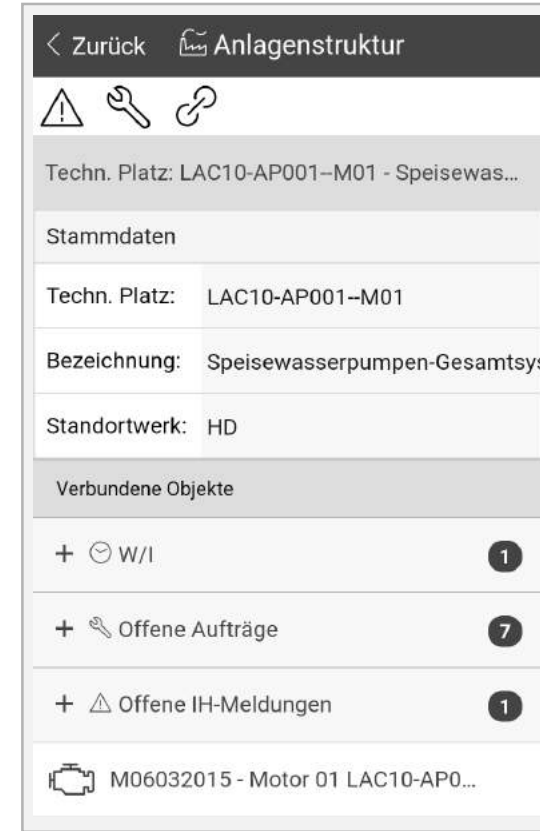 Zurück Anlagenstruktur
Techn. Platz: LAC10-AP001--M01 - Speisewas...
Stammdaten
Techn. Platz: LAC10-AP001--M01
Bezeichnung: Speisewasserpumpen-Gesamtsys
Standortwerk: HD
Verbundene Objekte
+ W/I 1
+ Offene Aufträge 7
+ Offene IH-Meldungen 1
M06032015 - Motor 01 LAC10-AP0...